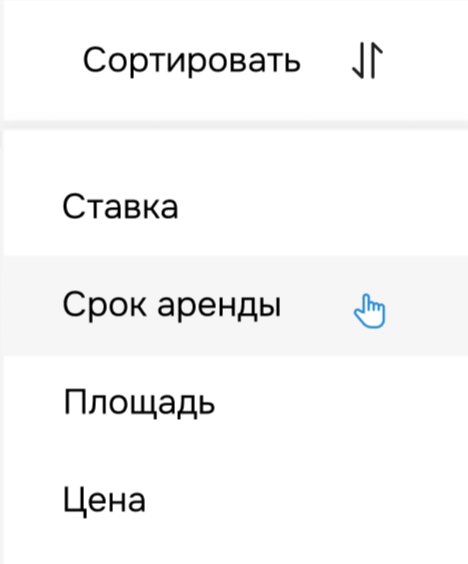 Сортировать
Ставка
Срок аренды
Площадь
Цена